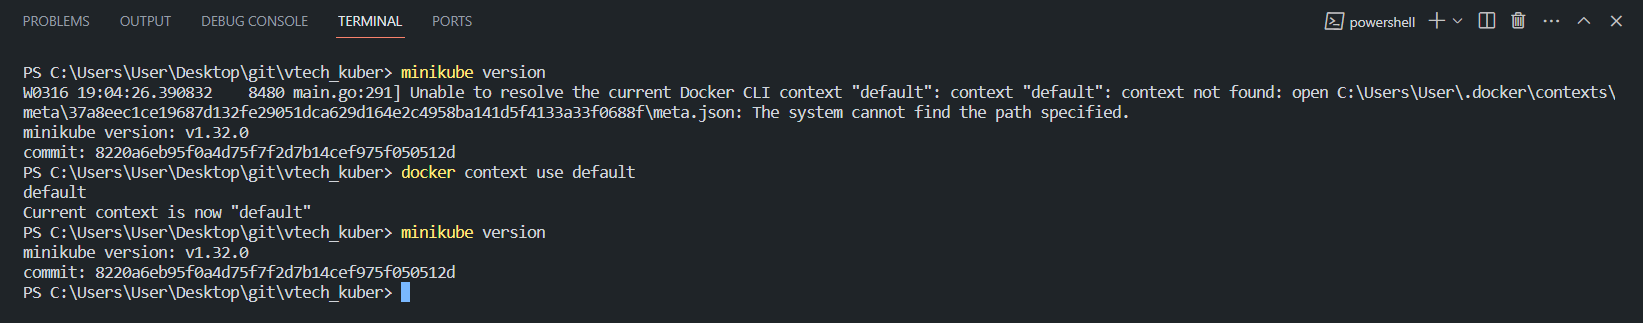 PROBLEMS OUTPUT DEBUG CONSOLE TERMINAL PORTS powershell
PS C:\Users\User\Desktop\git\vtech_kuber> minikube version
W0316 19:04:26.390832    8480 main.go:291] Unable to resolve the current Docker CLI context "default": context "default": context not found: open C:\Users\User\.docker\contexts\
meta\37a8eec1ce19687d132fe29051dca629d164e2c4958ba141d5f4133a33f0688f\meta.json: The system cannot find the path specified.
minikube version: v1.32.0
commit: 8220a6eb95f0a4d75f7f2d7b14cef975f050512d
PS C:\Users\User\Desktop\git\vtech_kuber> docker context use default
default
Current context is now "default"
PS C:\Users\User\Desktop\git\vtech_kuber> minikube version
minikube version: v1.32.0
commit: 8220a6eb95f0a4d75f7f2d7b14cef975f050512d
PS C:\Users\User\Desktop\git\vtech_kuber>